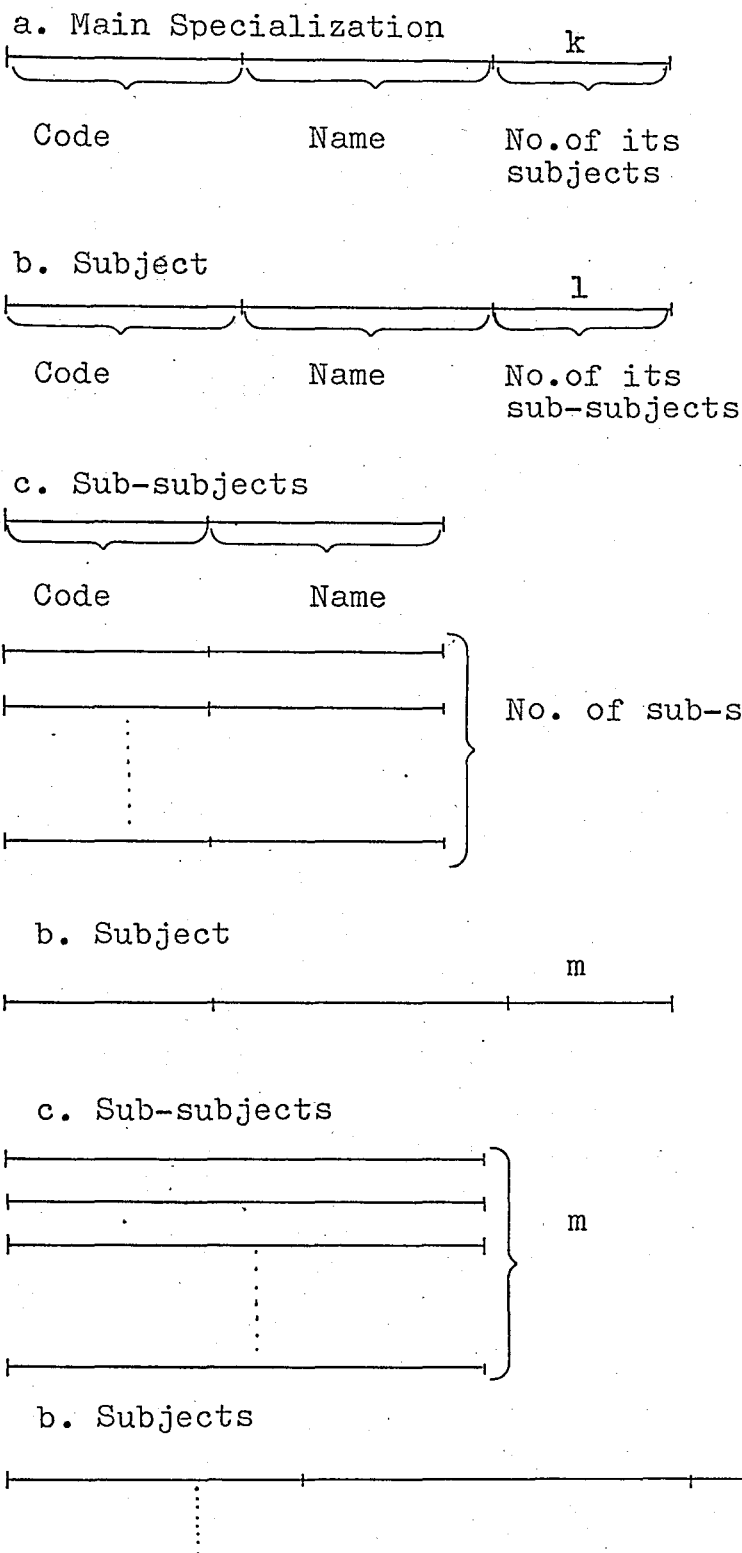 a. Main Specialization
k
Code Name No.of its
subjects
b. Subject
l
Code Name No.of its
sub-subjects
c. Sub-subjects
Code Name
No. of sub-s
b. Subject
m
c. Sub-subjects
m
b. Subjects